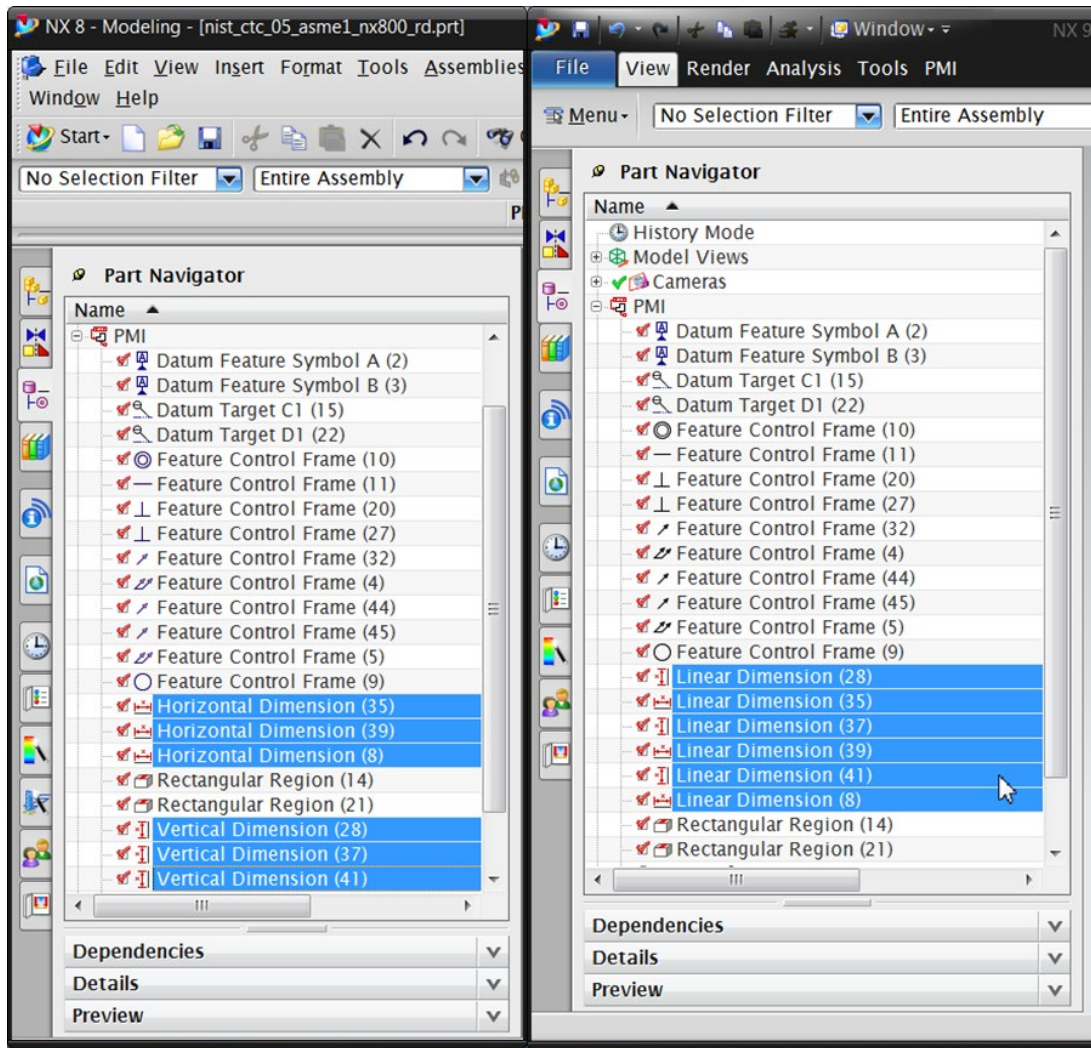 NX 8 - Modeling - [nist_ctc_05_asme1_nx800_rd.prt]
File Edit View Insert Format Tools Assemblies
Window Help
Start
No Selection Filter Entire Assembly
Part Navigator
Name
PMI
Datum Feature Symbol A (2)
Datum Feature Symbol B (3)
Datum Target C1 (15)
Datum Target D1 (22)
Feature Control Frame (10)
Feature Control Frame (11)
Feature Control Frame (20)
Feature Control Frame (27)
Feature Control Frame (32)
Feature Control Frame (4)
Feature Control Frame (44)
Feature Control Frame (45)
Feature Control Frame (5)
Feature Control Frame (9)
Horizontal Dimension (35)
Horizontal Dimension (39)
Horizontal Dimension (8)
Rectangular Region (14)
Rectangular Region (21)
Vertical Dimension (28)
Vertical Dimension (37)
Vertical Dimension (41)
Dependencies
Details
Preview
Window
NX 9
File View Render Analysis Tools PMI
Menu No Selection Filter Entire Assembly
Part Navigator
Name
History Mode
Model Views
Cameras
PMI
Datum Feature Symbol A (2)
Datum Feature Symbol B (3)
Datum Target C1 (15)
Datum Target D1 (22)
Feature Control Frame (10)
Feature Control Frame (11)
Feature Control Frame (20)
Feature Control Frame (27)
Feature Control Frame (32)
Feature Control Frame (4)
Feature Control Frame (44)
Feature Control Frame (45)
Feature Control Frame (5)
Feature Control Frame (9)
Linear Dimension (28)
Linear Dimension (35)
Linear Dimension (37)
Linear Dimension (39)
Linear Dimension (41)
Linear Dimension (8)
Rectangular Region (14)
Rectangular Region (21)
Dependencies
Details
Preview